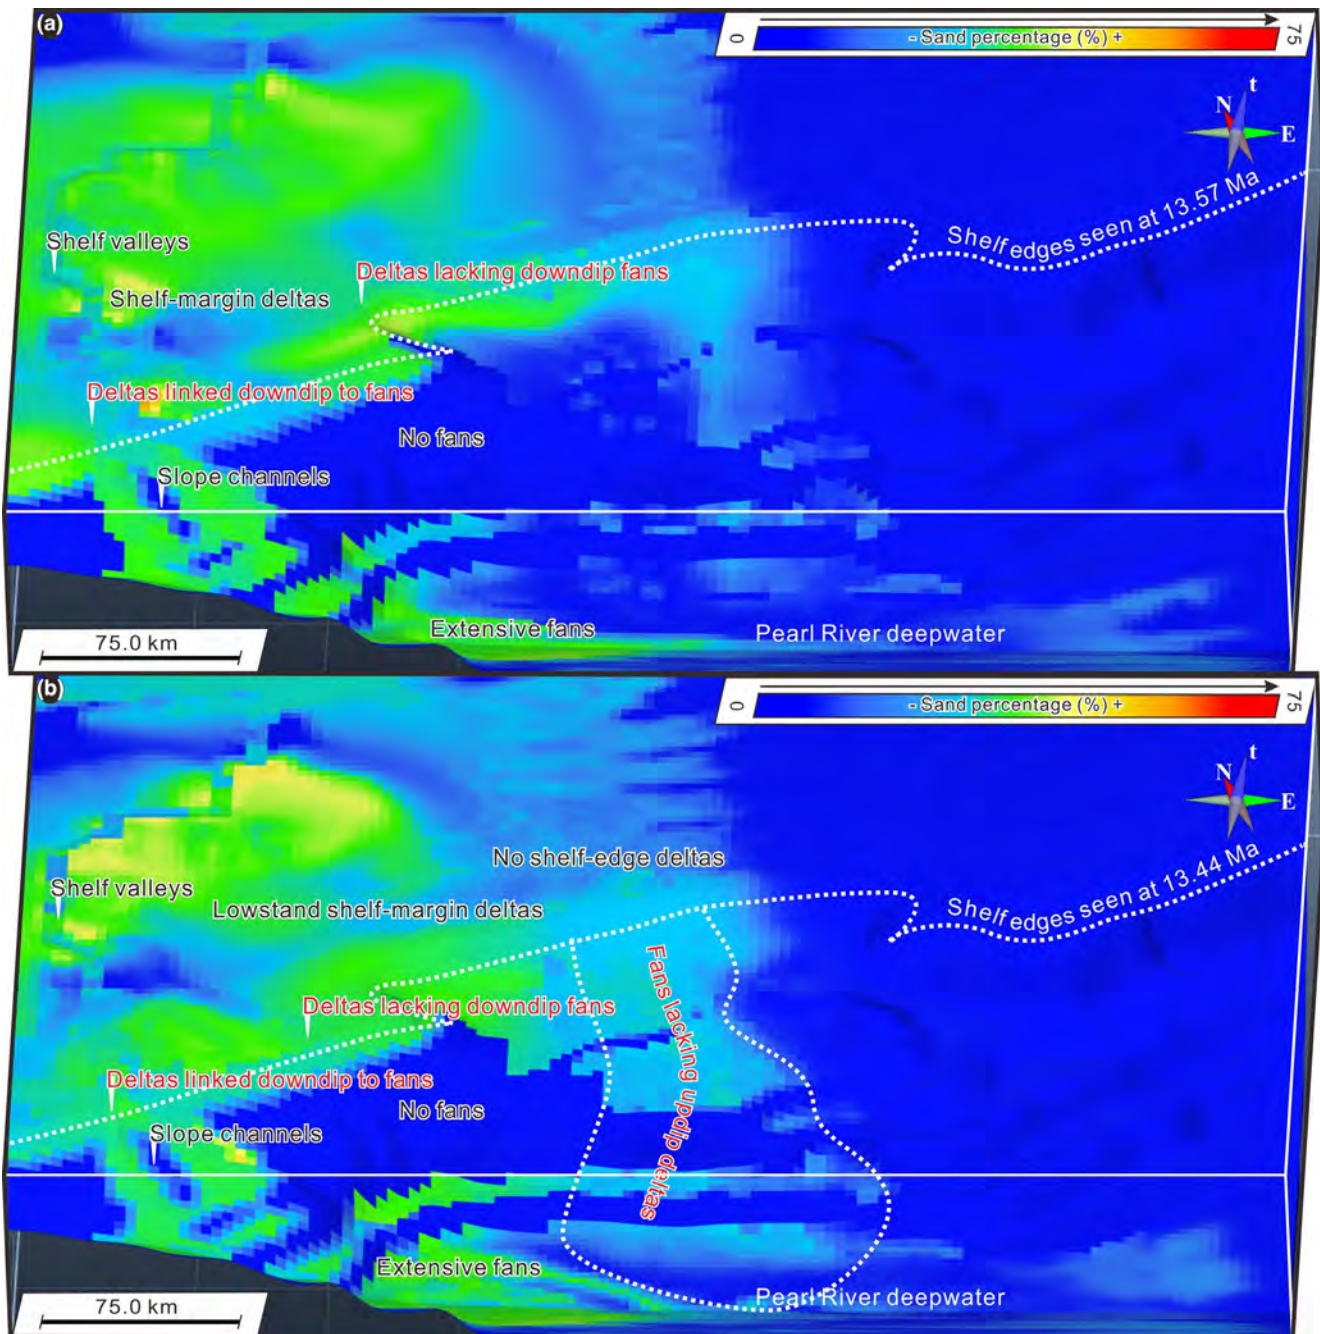 (a)
0
- Sand percentage (%) +
75
t
N
E
Shelf edges seen at 13.57 Ma
Shelf valleys
Deltas lacking downdip fans
Shelf-margin deltas
Deltas linked downdip to fans
No fans
Slope channels
Extensive fans
Pearl River deepwater
75.0 km
(b)
0
- Sand percentage (%) +
75
t
N
E
Shelf edges seen at 13.44 Ma
No shelf-edge deltas
Shelf valleys
Lowstand shelf-margin deltas
Fans lacking updip deltas
Deltas lacking downdip fans
Deltas linked downdip to fans
No fans
Slope channels
Extensive fans
Pearl River deepwater
75.0 km